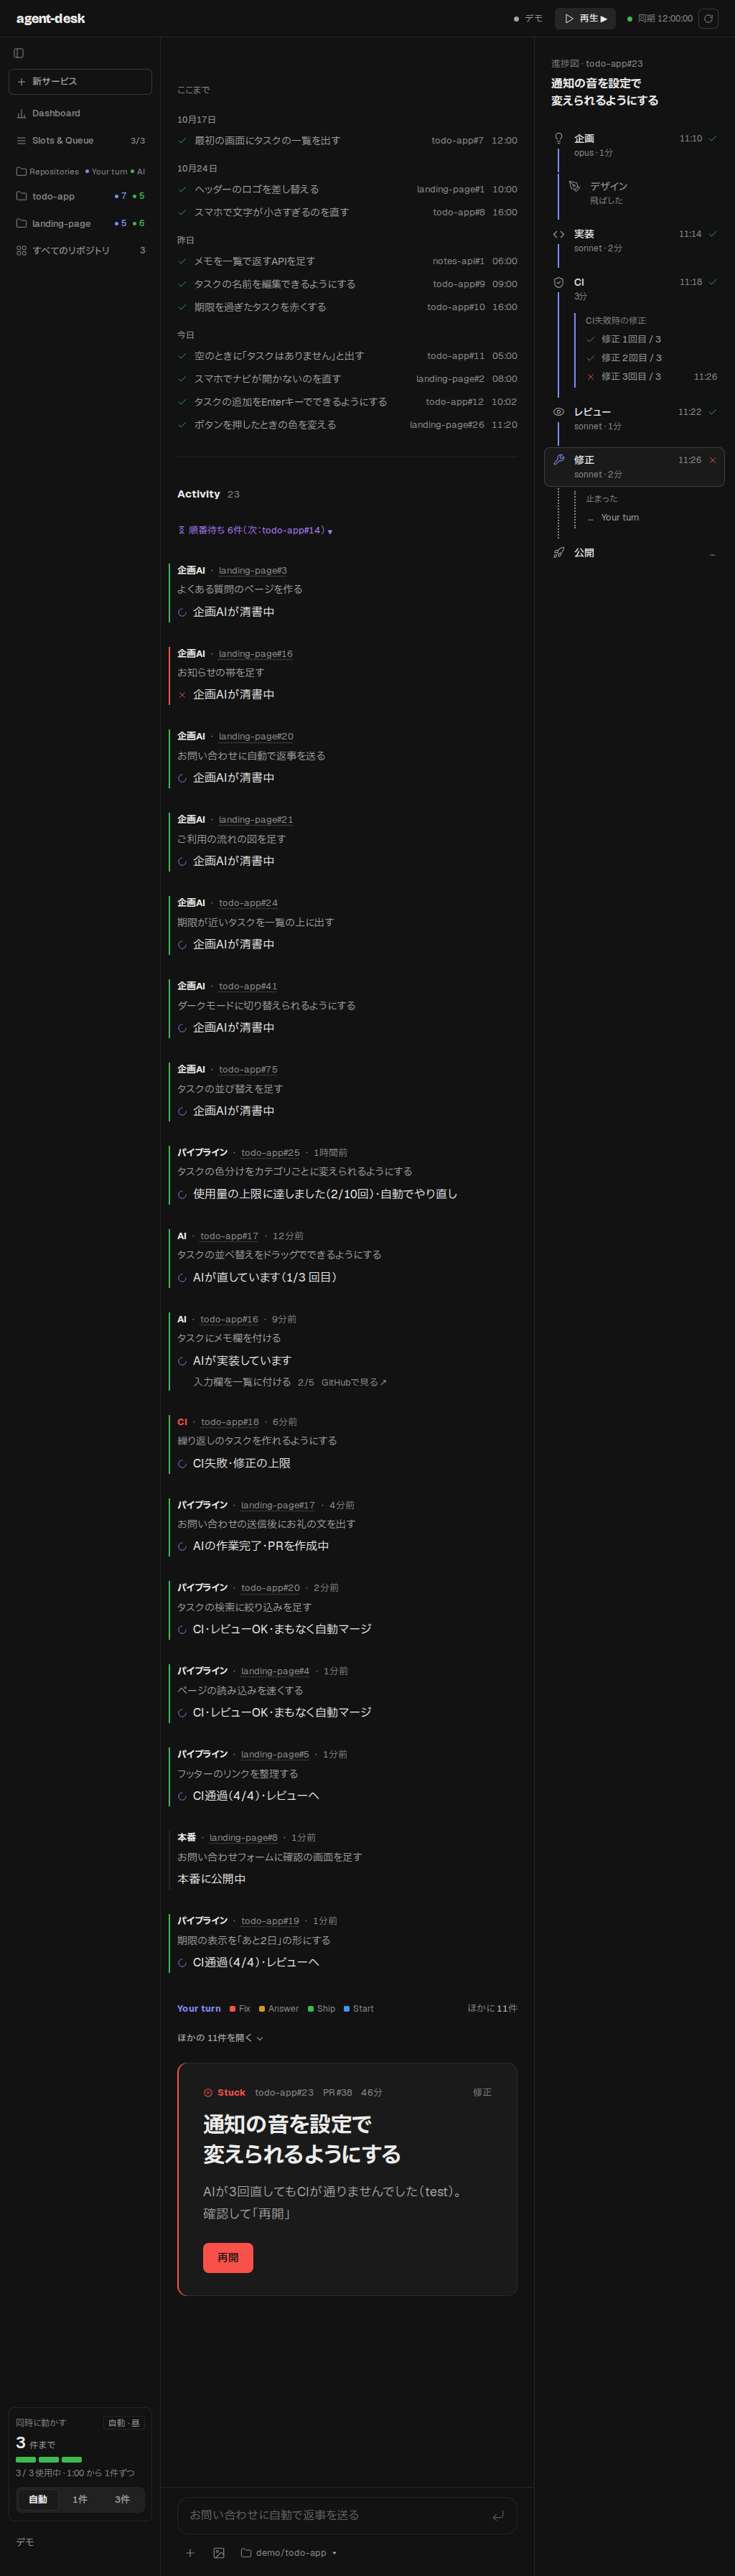 agent-desk
デモ
再生 ▶
同期 12:00:00
新サービス
Dashboard
Slots & Queue 3/3
Repositories Your turn AI
todo-app 7 5
landing-page 5 6
すべてのリポジトリ 3
ここまで
10月17日
最初の画面にタスクの一覧を出す todo-app#7 12:00
10月24日
ヘッダーのロゴを差し替える landing-page#1 10:00
スマホで文字が小さすぎるのを直す todo-app#8 16:00
昨日
メモを一覧で返すAPIを足す notes-api#1 06:00
タスクの名前を編集できるようにする todo-app#9 09:00
期限を過ぎたタスクを赤くする todo-app#10 16:00
今日
空のときに「タスクはありません」と出す todo-app#11 05:00
スマホでナビが開かないのを直す landing-page#2 08:00
タスクの追加をEnterキーでできるようにする todo-app#12 10:02
ボタンを押したときの色を変える landing-page#26 11:20
Activity 23
順番待ち 6件（次：todo-app#14） ▾
企画AI · landing-page#3
よくある質問のページを作る
企画AIが清書中
企画AI · landing-page#16
お知らせの帯を足す
企画AIが清書中
企画AI · landing-page#20
お問い合わせに自動で返事を送る
企画AIが清書中
企画AI · landing-page#21
ご利用の流れの図を足す
企画AIが清書中
企画AI · todo-app#24
期限が近いタスクを一覧の上に出す
企画AIが清書中
企画AI · todo-app#41
ダークモードに切り替えられるようにする
企画AIが清書中
企画AI · todo-app#75
タスクの並び替えを足す
企画AIが清書中
パイプライン · todo-app#25 · 1時間前
タスクの色分けをカテゴリごとに変えられるようにする
使用量の上限に達しました（2/10回）・自動でやり直し
AI · todo-app#17 · 12分前
タスクの並べ替えをドラッグでできるようにする
AIが直しています（1/3 回目）
AI · todo-app#16 · 9分前
タスクにメモ欄を付ける
AIが実装しています
入力欄を一覧に付ける 2/5 GitHubで見る↗
CI · todo-app#18 · 6分前
繰り返しのタスクを作れるようにする
CI失敗・修正の上限
パイプライン · landing-page#17 · 4分前
お問い合わせの送信後にお礼の文を出す
AIの作業完了・PRを作成中
パイプライン · todo-app#20 · 2分前
タスクの検索に絞り込みを足す
CI・レビューOK・まもなく自動マージ
パイプライン · landing-page#4 · 1分前
ページの読み込みを速くする
CI・レビューOK・まもなく自動マージ
パイプライン · landing-page#5 · 1分前
フッターのリンクを整理する
CI通過（4/4）・レビューへ
本番 · landing-page#8 · 1分前
お問い合わせフォームに確認の画面を足す
本番に公開中
パイプライン · todo-app#19 · 1分前
期限の表示を「あと2日」の形にする
CI通過（4/4）・レビューへ
Your turn Fix Answer Ship Start ほかに 11件
ほかの 11件を開く
Stuck todo-app#23 PR #38 46分 修正
通知の音を設定で
変えられるようにする
AIが3回直してもCIが通りませんでした（test）。
確認して「再開」
再開
お問い合わせに自動で返事を送る
demo/todo-app
進捗図 · todo-app#23
通知の音を設定で
変えられるようにする
企画 11:10
opus · 1分
デザイン
飛ばした
実装 11:14
sonnet · 2分
CI 11:18
3分
CI失敗時の修正
修正 1回目 / 3
修正 2回目 / 3
修正 3回目 / 3 11:26
レビュー 11:22
sonnet · 1分
修正 11:26
sonnet · 2分
止まった
… Your turn
公開 …
同時に動かす 自動 · 昼
3 件まで
3 / 3 使用中 · 1:00 から 1件ずつ
自動 1件 3件
デモ